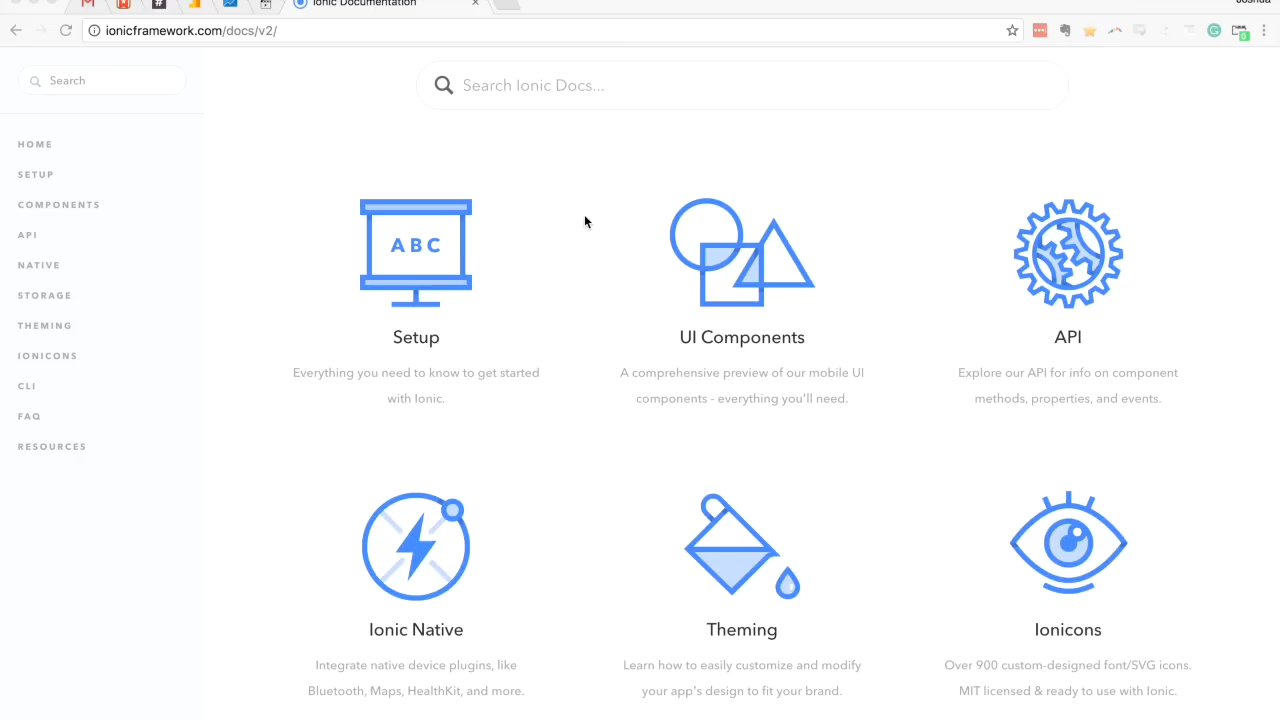 Ionic Documentation
Joshua
ionicframework.com/docs/v2/
Search
Search Ionic Docs...
HOME
SETUP
COMPONENTS
API
NATIVE
STORAGE
THEMING
IONICONS
CLI
FAQ
RESOURCES
ABC
Setup
Everything you need to know to get started
with Ionic.
UI Components
A comprehensive preview of our mobile UI
components - everything you'll need.
API
Explore our API for info on component
methods, properties, and events.
Ionic Native
Integrate native device plugins, like
Bluetooth, Maps, HealthKit, and more.
Theming
Learn how to easily customize and modify
your app's design to fit your brand.
Ionicons
Over 900 custom-designed font/SVG icons.
MIT licensed & ready to use with Ionic.